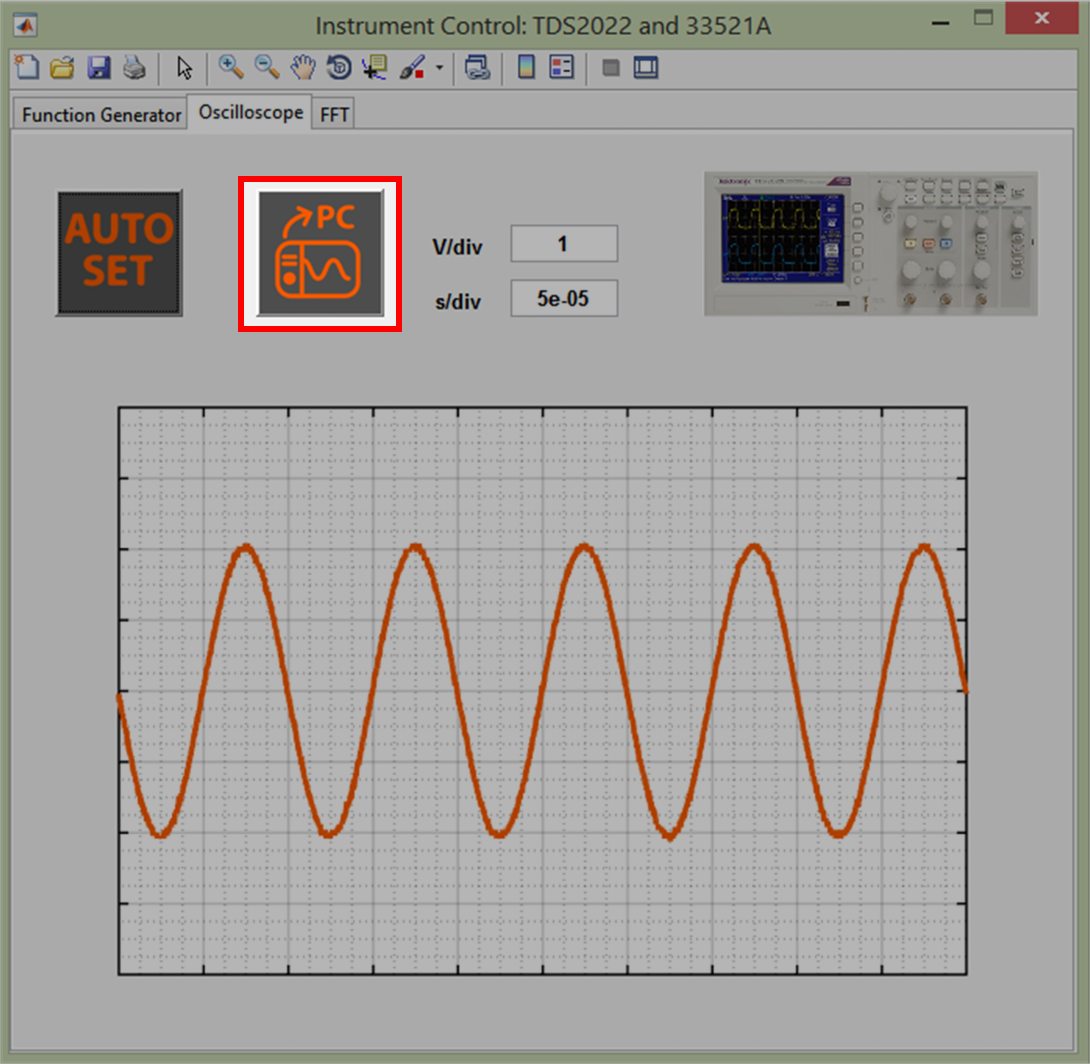 Instrument Control: TDS2022 and 33521A
Function Generator
Oscilloscope
FFT
AUTO
SET
PC
V/div
1
s/div
5e-05